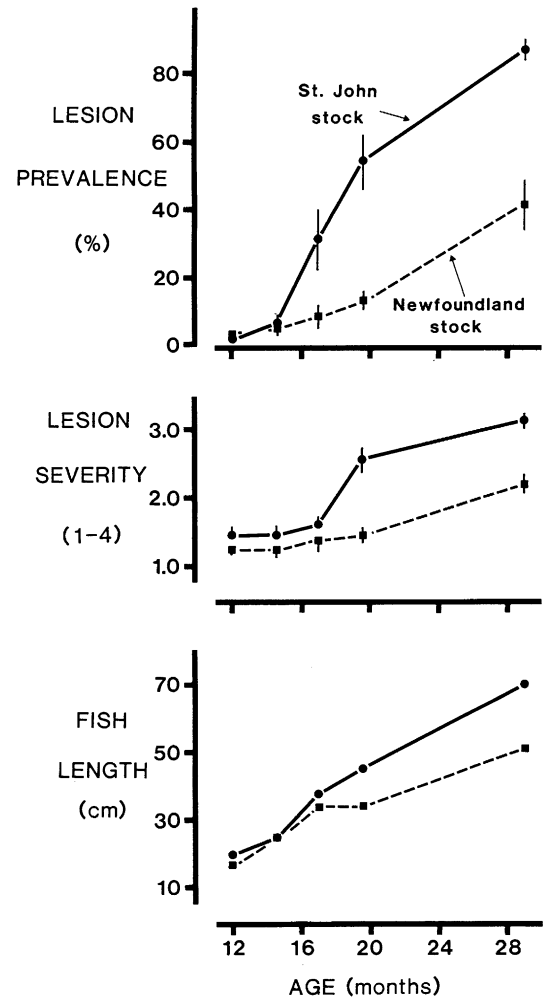 80
60
40
20
0
LESION
PREVALENCE
(%)
St. John
stock
Newfoundland
stock
3.0
2.0
1.0
LESION
SEVERITY
(1-4)
70
50
30
10
FISH
LENGTH
(cm)
12 16 20 24 28
AGE (months)